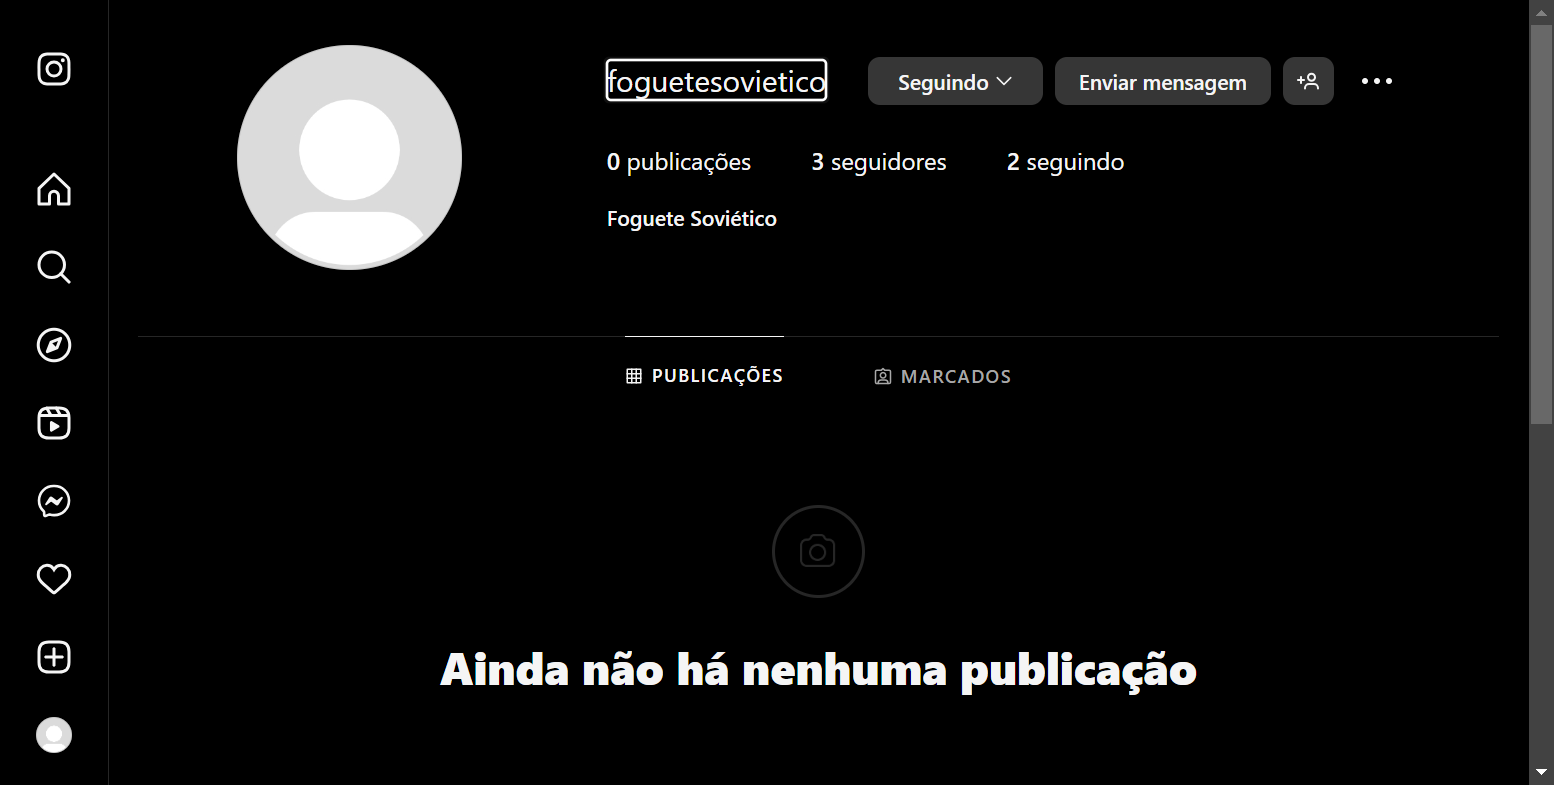 foguetesovietico
Seguindo
Enviar mensagem
0 publicações
3 seguidores
2 seguindo
Foguete Soviético
PUBLICAÇÕES
MARCADOS
Ainda não há nenhuma publicação